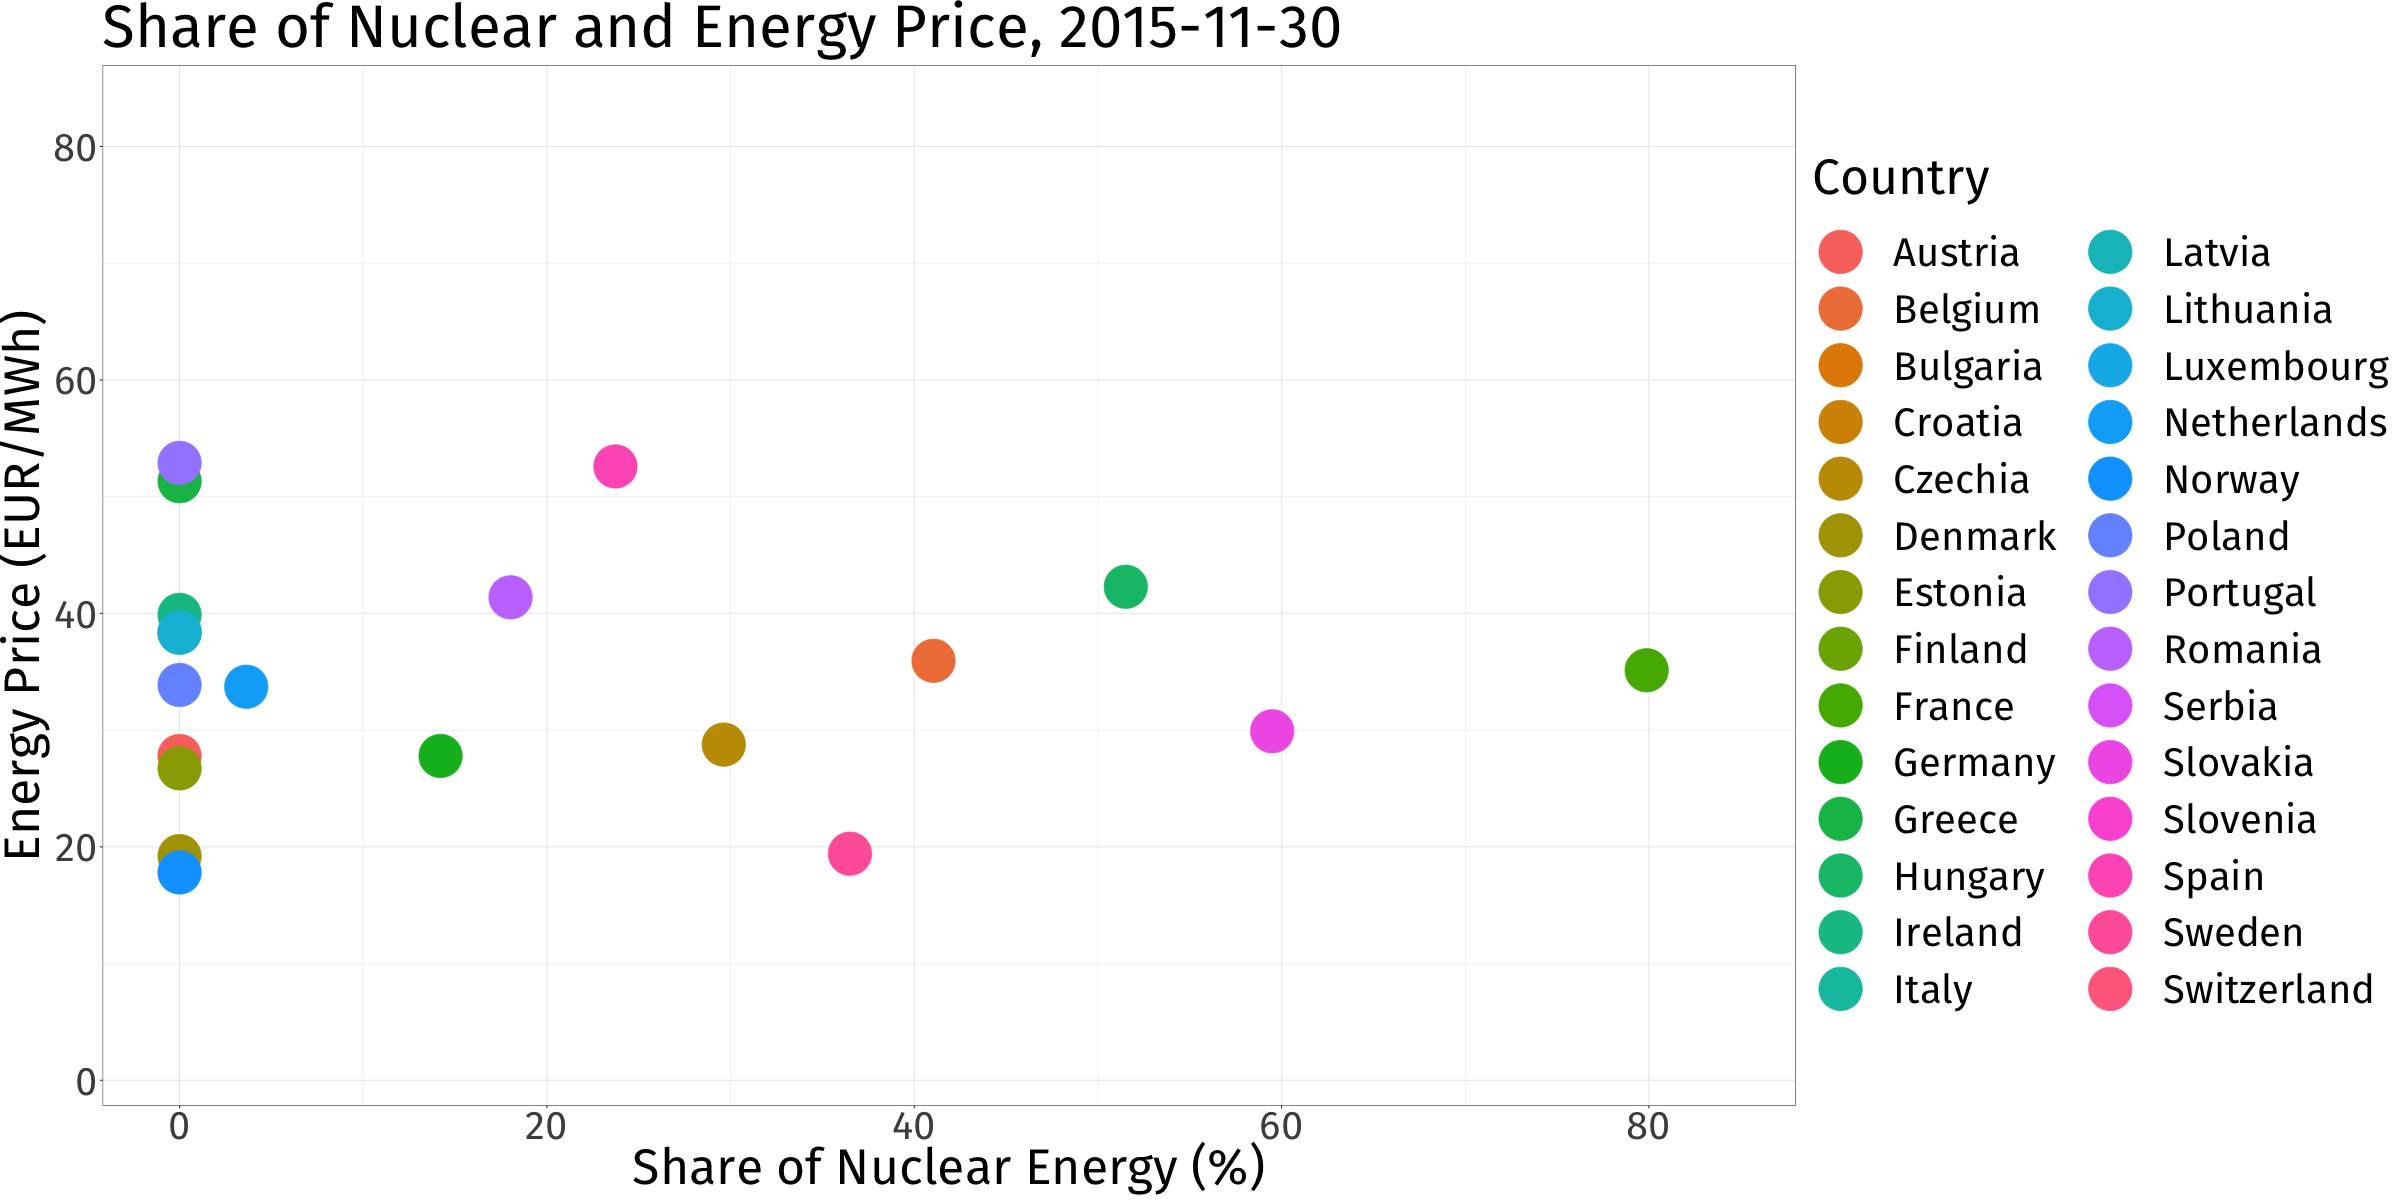 Share of Nuclear and Energy Price, 2015-11-30
Energy Price (EUR/MWh)
80
60
40
20
0
0 20 40 60 80
Share of Nuclear Energy (%)
Country
Austria
Belgium
Bulgaria
Croatia
Czechia
Denmark
Estonia
Finland
France
Germany
Greece
Hungary
Ireland
Italy
Latvia
Lithuania
Luxembourg
Netherlands
Norway
Poland
Portugal
Romania
Serbia
Slovakia
Slovenia
Spain
Sweden
Switzerland